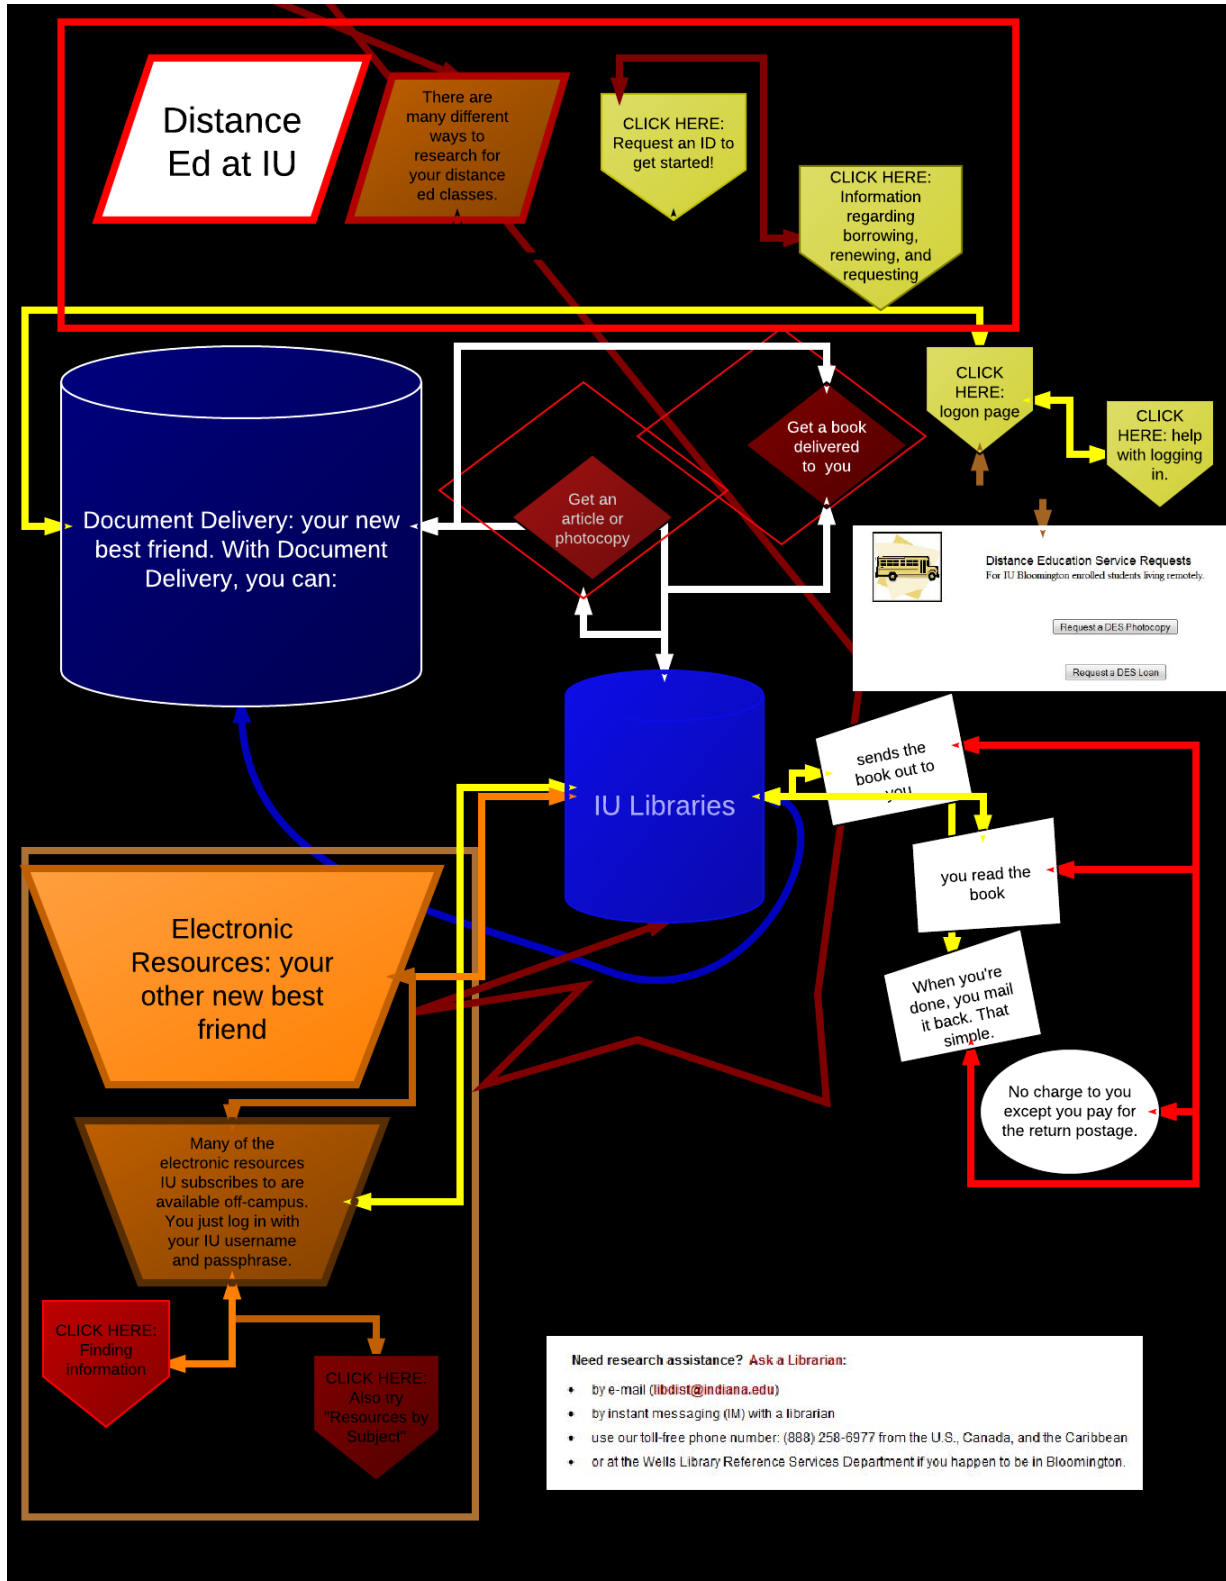 Distance
Ed at IU
There are
many different
ways to
research for
your distance
ed classes.
CLICK HERE:
Request an ID to
get started!
CLICK HERE:
Information
regarding
borrowing,
renewing, and
requesting
CLICK
HERE:
logon page
CLICK
HERE: help
with logging
in.
Document Delivery: your new
best friend. With Document
Delivery, you can:
Get an
article or
photocopy
Get a book
delivered
to you
Distance Education Service Requests
For IU Bloomington enrolled students living remotely.
Request a DES Photocopy
Request a DES Loan
IU Libraries
sends the
book out to
you
you read the
book
When you're
done, you mail
it back. That
simple.
No charge to you
except you pay for
the return postage.
Electronic
Resources: your
other new best
friend
Many of the
electronic resources
IU subscribes to are
available off-campus.
You just log in with
your IU username
and passphrase.
CLICK HERE:
Finding
information
CLICK HERE:
Also try
"Resources by
Subject"
Need research assistance? Ask a Librarian:
• by e-mail (libdist@indiana.edu)
• by instant messaging (IM) with a librarian
• use our toll-free phone number: (888) 258-6977 from the U.S., Canada, and the Caribbean
• or at the Wells Library Reference Services Department if you happen to be in Bloomington.